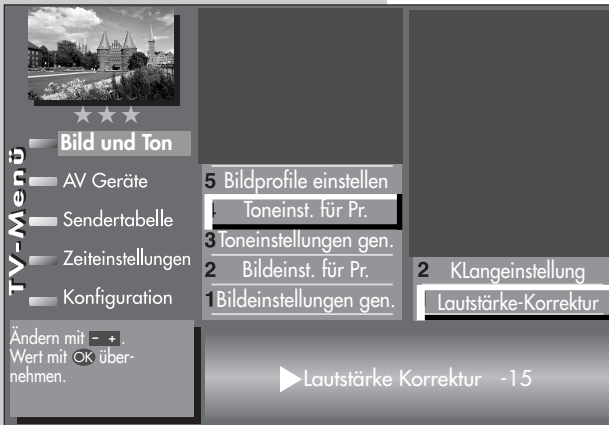 TV-Menü
Bild und Ton
AV Geräte
Sendertabelle
Zeiteinstellungen
Konfiguration
5 Bildprofile einstellen
Toneinst. für Pr.
3 Toneinstellungen gen.
2 Bildeinst. für Pr.
1 Bildeinstellungen gen.
2 KLangeinstellung
Lautstärke-Korrektur
Ändern mit - + .
Wert mit OK über-
nehmen.
Lautstärke Korrektur -15